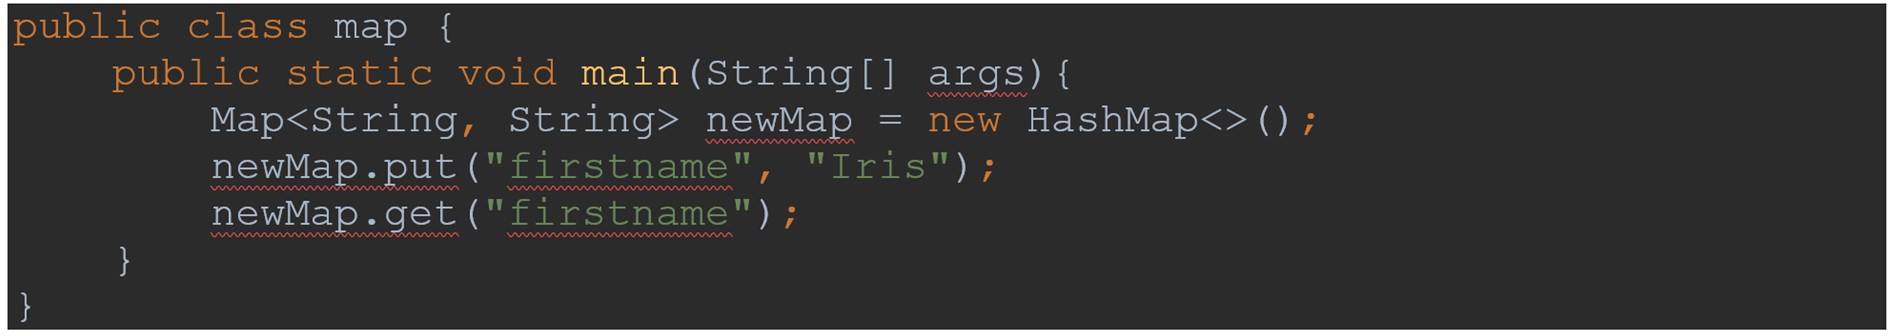 public class map {
public static void main(String[] args){
Map<String, String> newMap = new HashMap<>();
newMap.put("firstname", "Iris");
newMap.get("firstname");
}
}